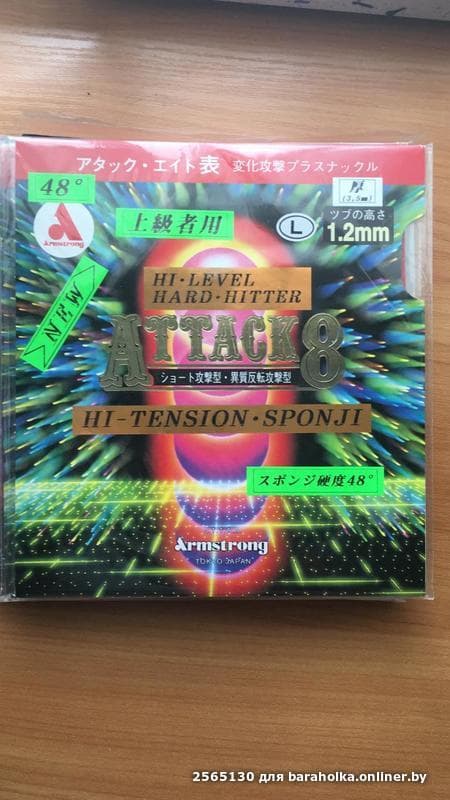 アタック・エイト表 変化攻撃プラスナックル
48°
厚
(3,5㎜)
Armstrong
上級者用
L
ツブの高さ
1.2mm
MEN
HI・LEVEL
HARD・HITTER
ATTACK 8
ショート攻撃型・異質反転攻撃型
HI-TENSION・SPONJI
スポンジ硬度48°
Armstrong
TOKYO JAPAN
2565130 для baraholka.onliner.by